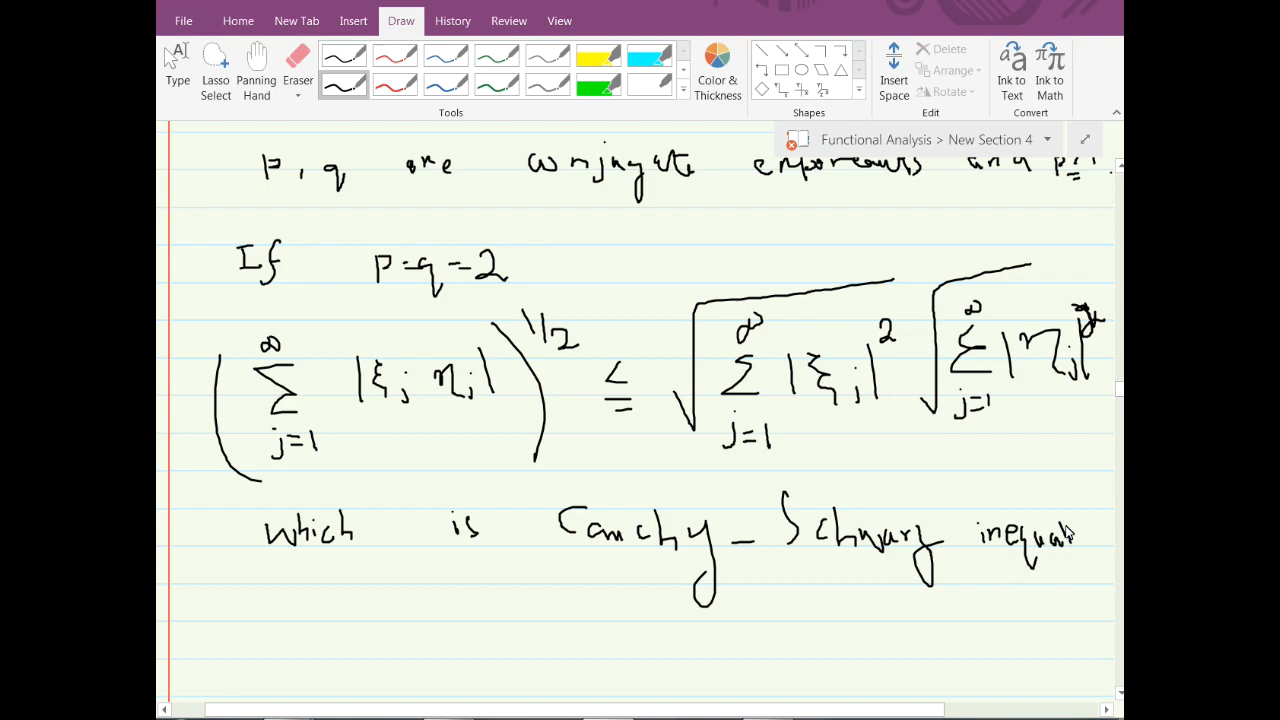 File Home New Tab Insert Draw History Review View
Type Lasso Select Panning Hand Eraser Color & Thickness Insert Space Delete Arrange Rotate Ink to Text Ink to Math
Tools Shapes Edit Convert
Functional Analysis > New Section 4
p, q are conjugate exponents and p
If p=q=2
(∑_{j=1}^{∞} |ξ_j η_j|)^{1/2} ≤ √(∑_{j=1}^{∞} |ξ_j|^2) √(∑_{j=1}^{∞} |η_j|
which is Cauchy - Schwarz inequal